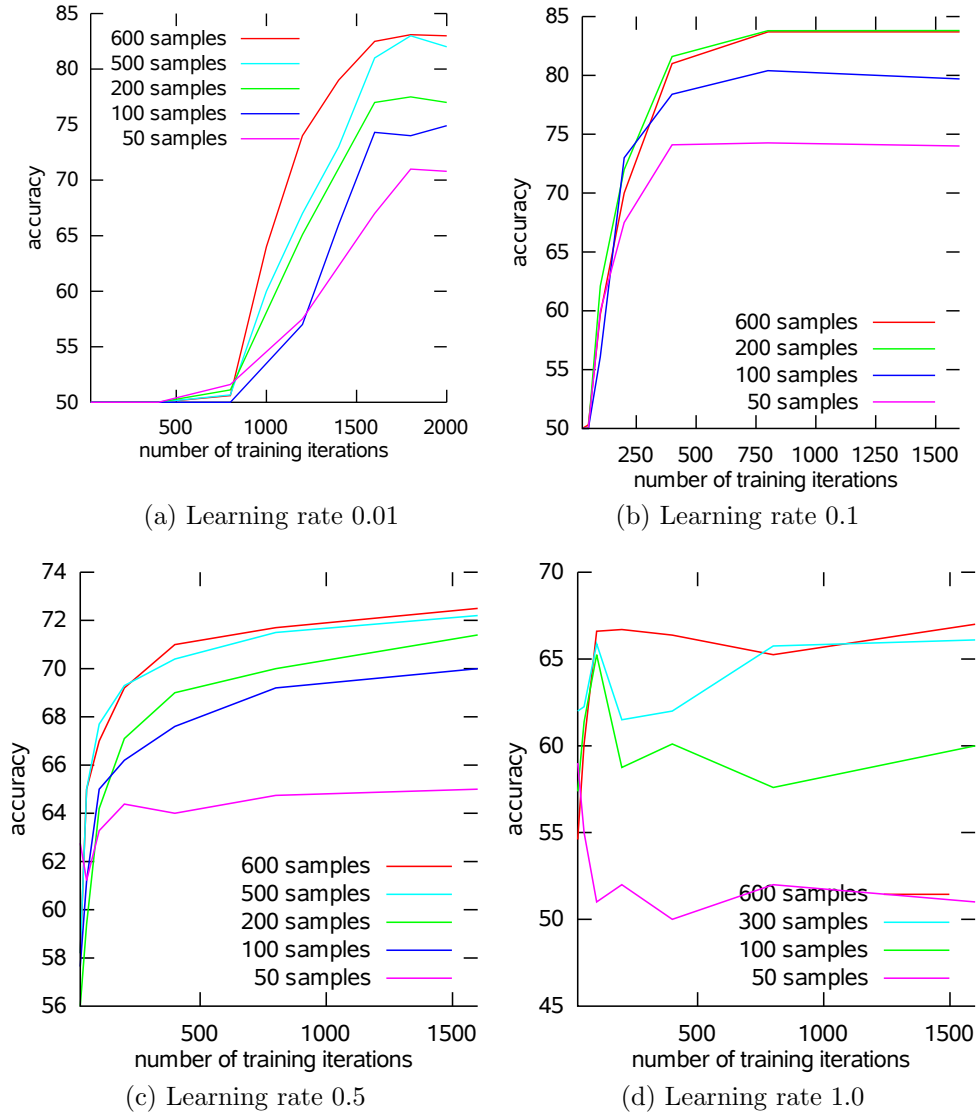 85
80
75
70
65
60
55
50
accuracy
600 samples
500 samples
200 samples
100 samples
50 samples
500 1000 1500 2000
number of training iterations
(a) Learning rate 0.01
85
80
75
70
65
60
55
50
accuracy
600 samples
200 samples
100 samples
50 samples
250 500 750 1000 1250 1500
number of training iterations
(b) Learning rate 0.1
74
72
70
68
66
64
62
60
58
56
accuracy
600 samples
500 samples
200 samples
100 samples
50 samples
500 1000 1500
number of training iterations
(c) Learning rate 0.5
70
65
60
55
50
45
accuracy
600 samples
300 samples
100 samples
50 samples
500 1000 1500
number of training iterations
(d) Learning rate 1.0